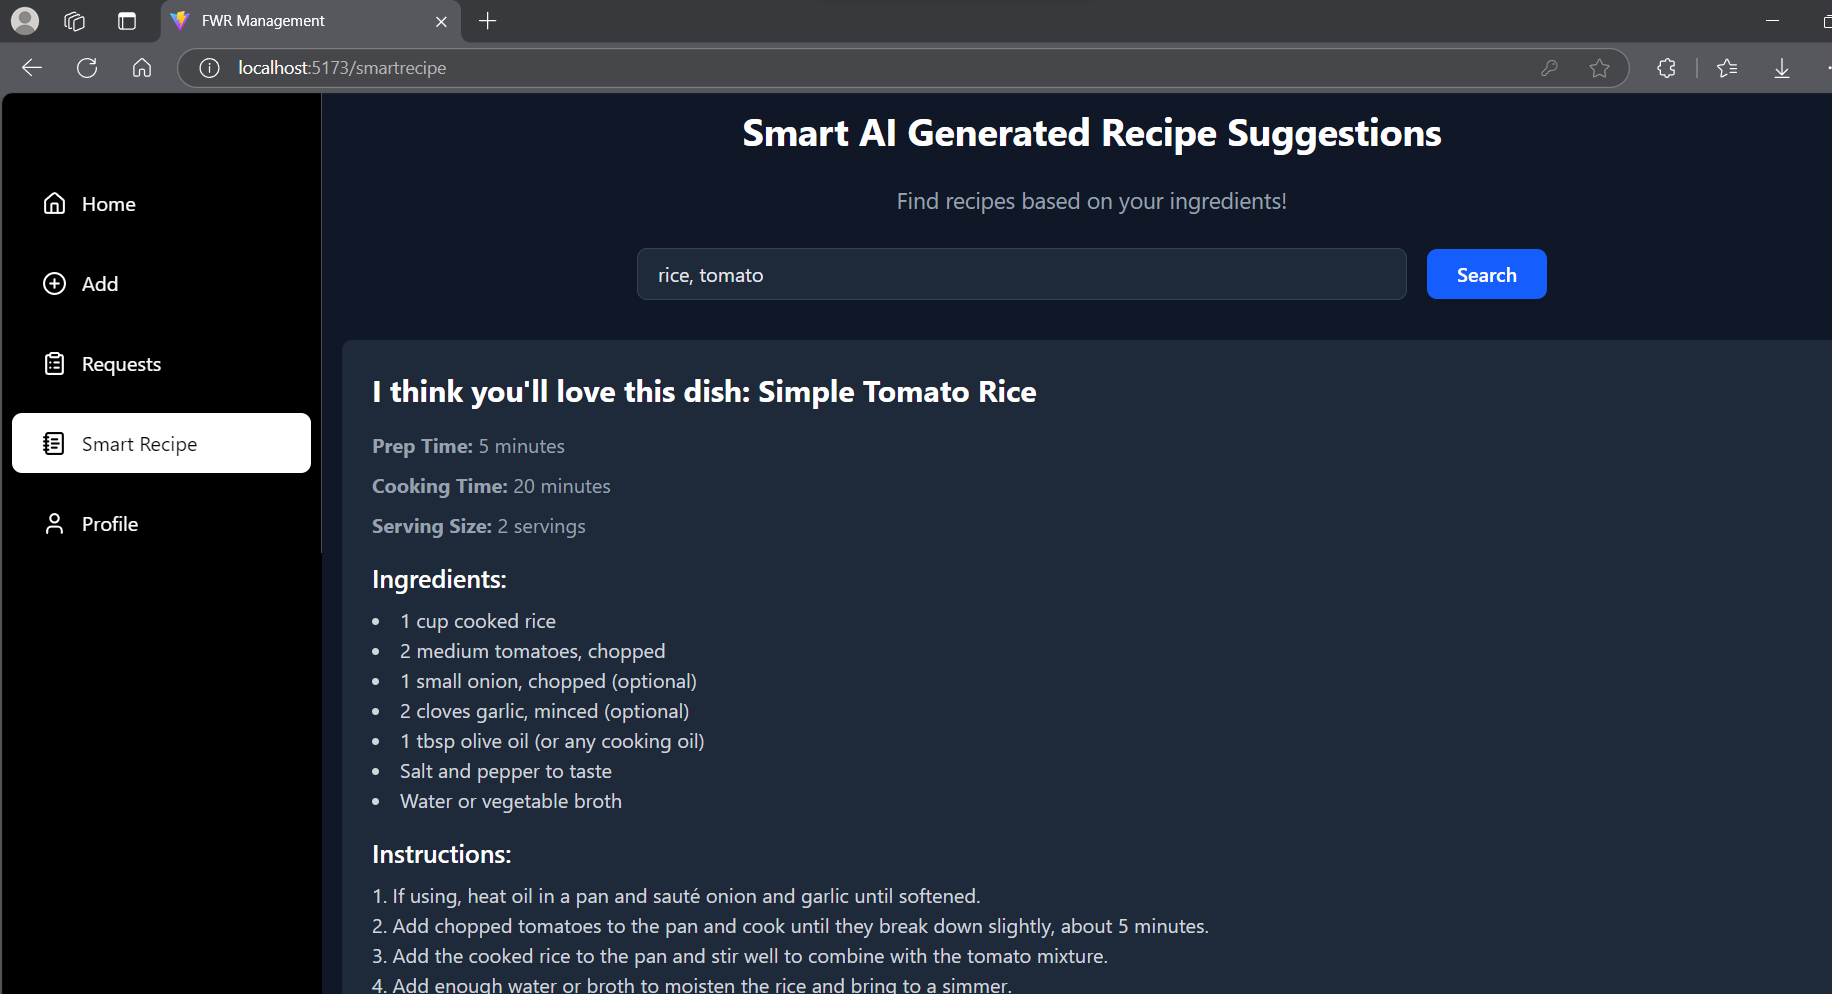 FWR Management
localhost:5173/smartrecipe
Home
Add
Requests
Smart Recipe
Profile
Smart AI Generated Recipe Suggestions
Find recipes based on your ingredients!
rice, tomato
Search
I think you'll love this dish: Simple Tomato Rice
Prep Time: 5 minutes
Cooking Time: 20 minutes
Serving Size: 2 servings
Ingredients:
• 1 cup cooked rice
• 2 medium tomatoes, chopped
• 1 small onion, chopped (optional)
• 2 cloves garlic, minced (optional)
• 1 tbsp olive oil (or any cooking oil)
• Salt and pepper to taste
• Water or vegetable broth
Instructions:
1. If using, heat oil in a pan and sauté onion and garlic until softened.
2. Add chopped tomatoes to the pan and cook until they break down slightly, about 5 minutes.
3. Add the cooked rice to the pan and stir well to combine with the tomato mixture.
4. Add enough water or broth to moisten the rice and bring to a simmer.